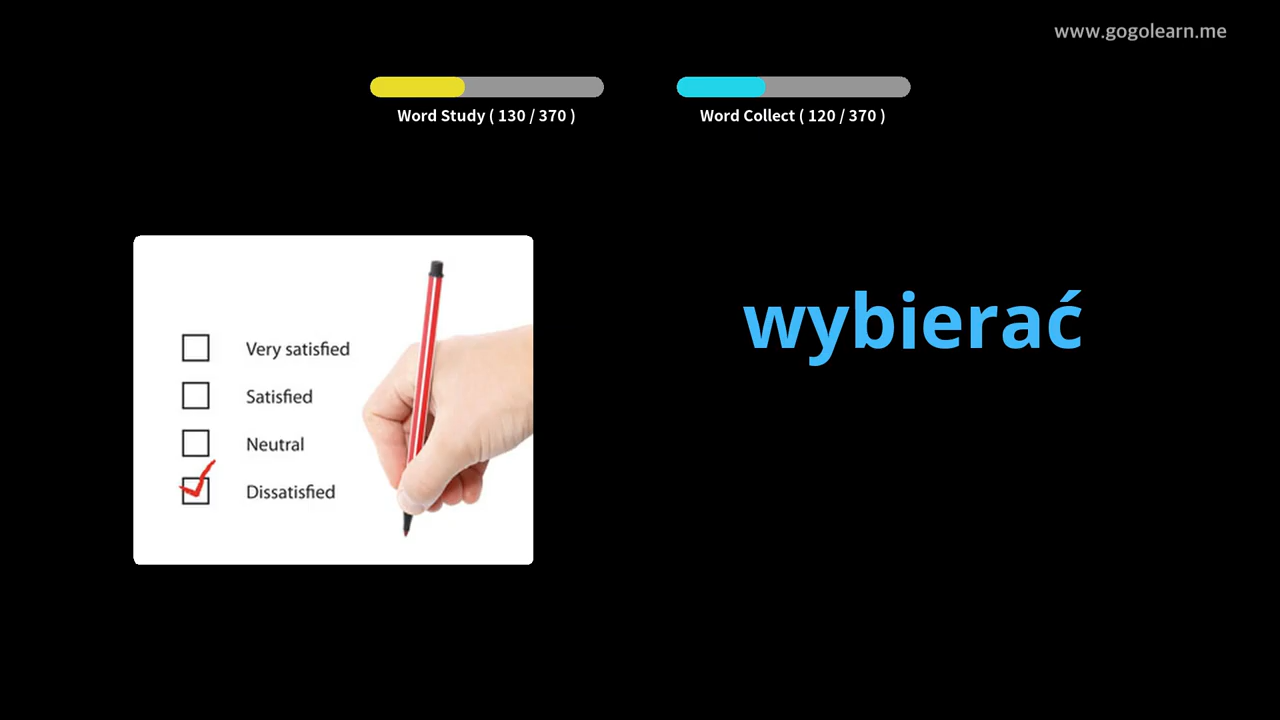 www.gogolearn.me
Word Study ( 130 / 370 )
Word Collect ( 120 / 370 )
Very satisfied
Satisfied
Neutral
Dissatisfied
wybierać